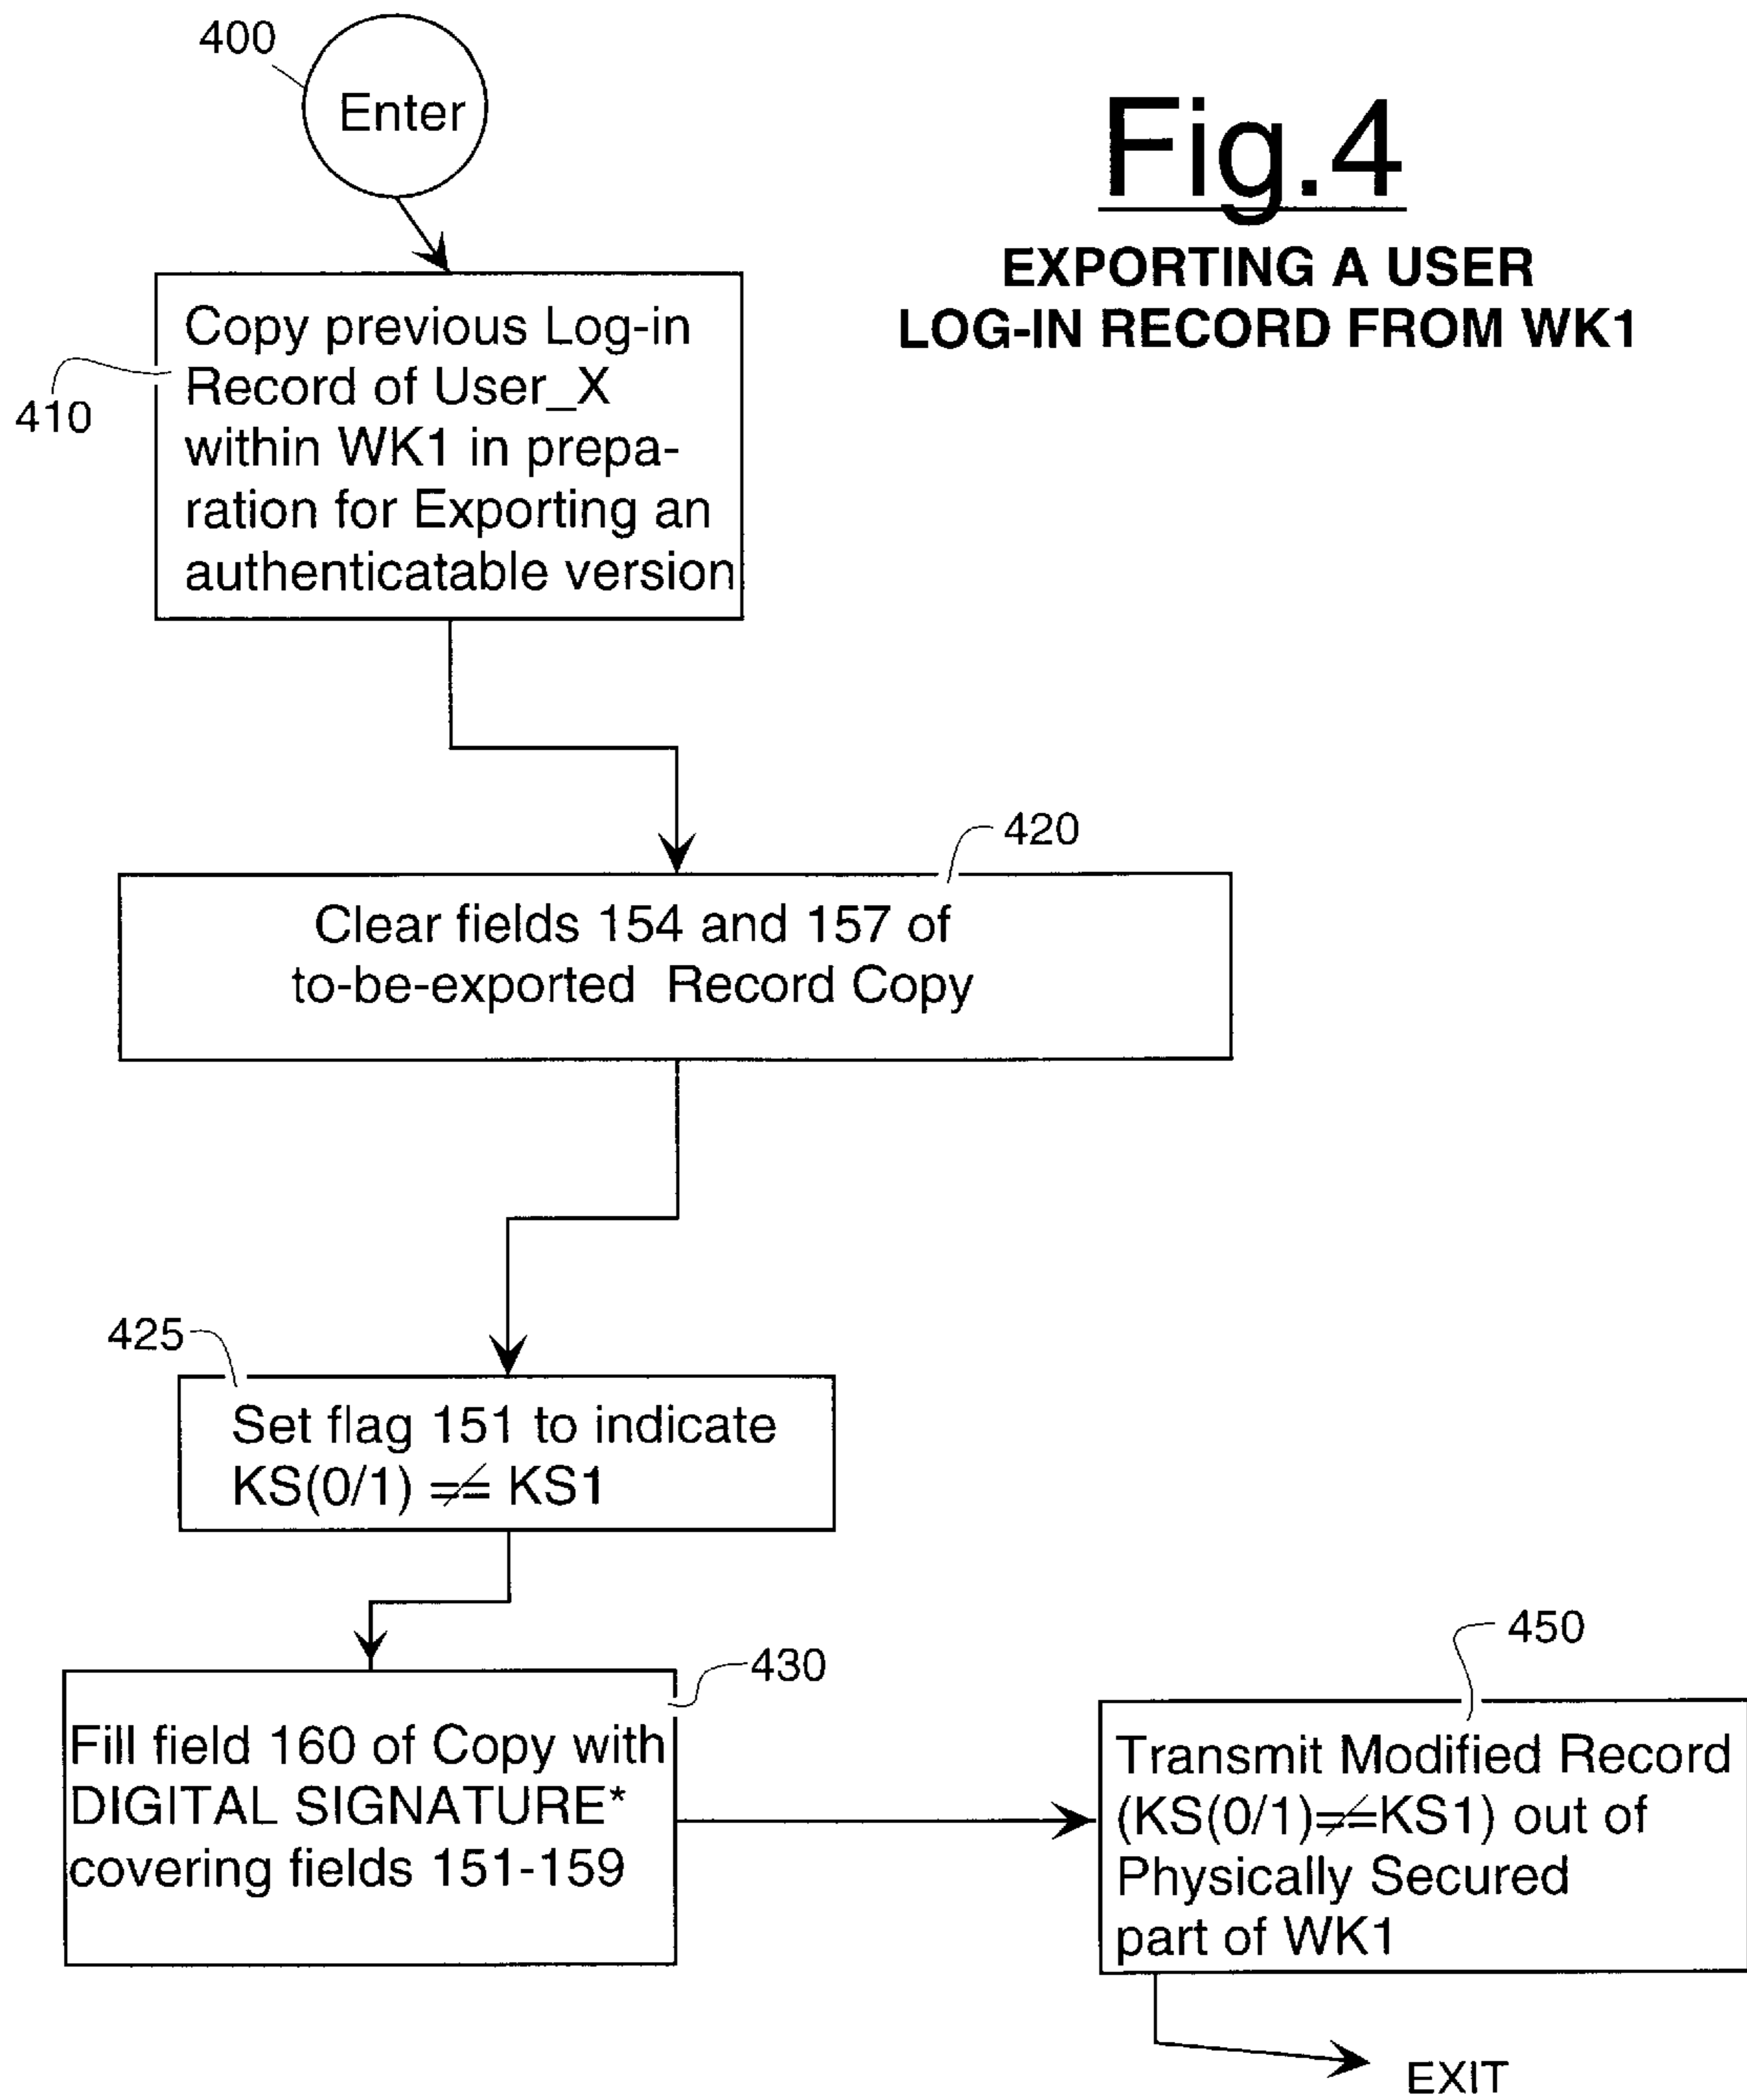 400
Enter
Fig.4
EXPORTING A USER
LOG-IN RECORD FROM WK1
410
Copy previous Log-in
Record of User_X
within WK1 in prepa-
ration for Exporting an
authenticatable version
420
Clear fields 154 and 157 of
to-be-exported Record Copy
425
Set flag 151 to indicate
KS(0/1) ≠ KS1
430
Fill field 160 of Copy with
DIGITAL SIGNATURE*
covering fields 151-159
450
Transmit Modified Record
(KS(0/1)≠KS1) out of
Physically Secured
part of WK1
EXIT